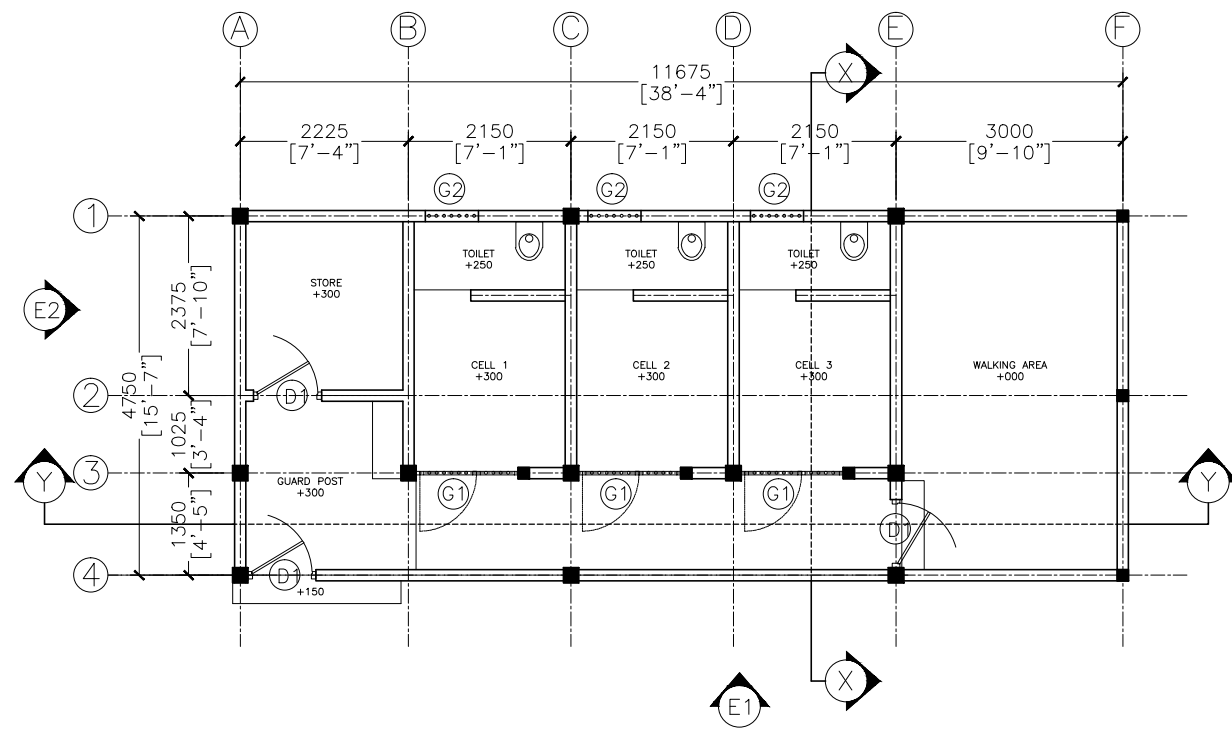 A B C D E F
11675
[38'-4"]
X
2225 2150 2150 2150 3000
[7'-4"] [7'-1"] [7'-1"] [7'-1"] [9'-10"]
G2 G2 G2
1
TOILET TOILET TOILET
+250 +250 +250
STORE
+300
E2
2375
[7'-10"]
CELL 1 CELL 2 CELL 3 WALKING AREA
+300 +300 +300 +000
2
D1
4750
[15'-7"]
1025
[3'-4"]
3
GUARD POST
+300
Y G1 G1 G1 Y
1350
[4'-5"]
D1
4
D1
+150
X
E1